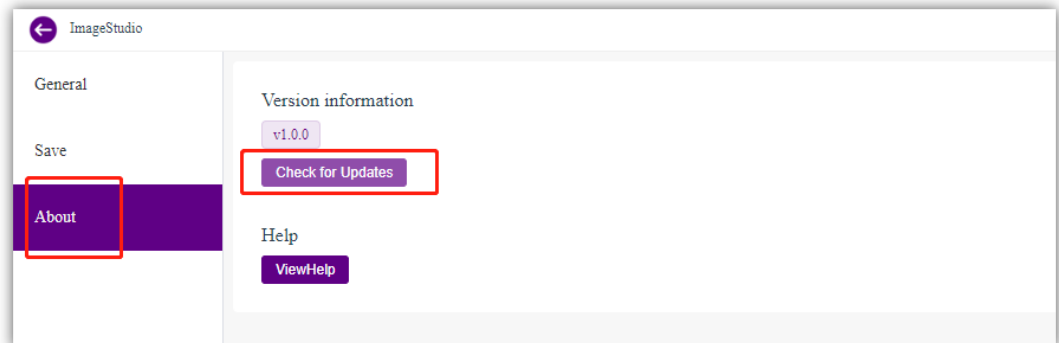 ImageStudio
General
Save
About
Version information
v1.0.0
Check for Updates
Help
ViewHelp